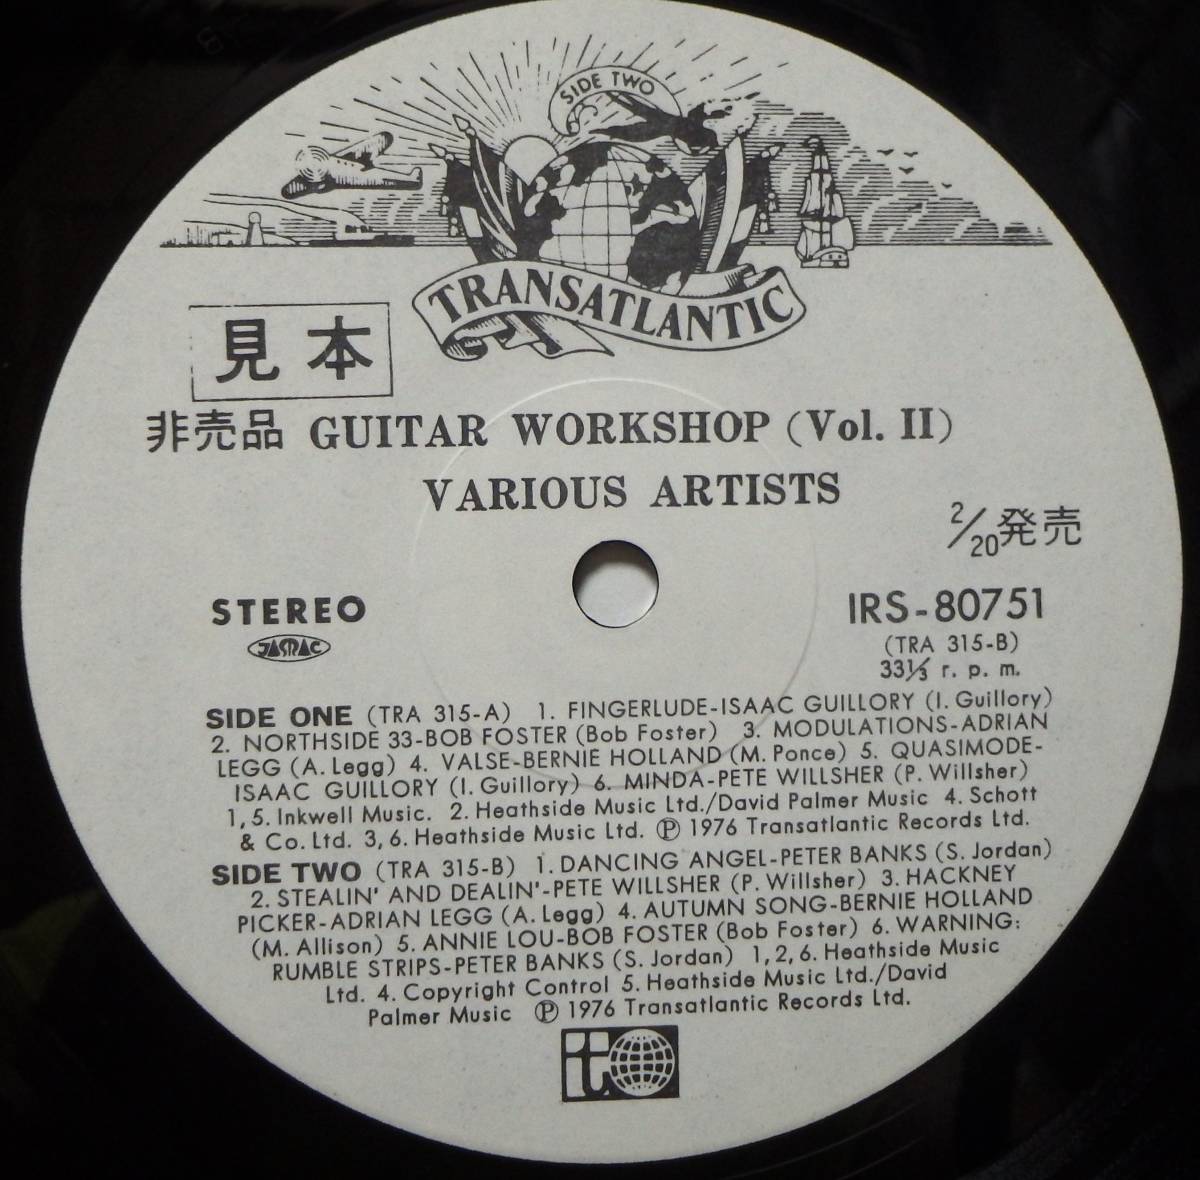 SIDE TWO
TRANSATLANTIC
見本
非売品 GUITAR WORKSHOP (Vol. II)
VARIOUS ARTISTS
2/20発売
STEREO
JASRAC
IRS-80751
(TRA 315-B)
33⅓ r. p. m.
SIDE ONE (TRA 315-A) 1. FINGERLUDE-ISAAC GUILLORY (I. Guillory)
2. NORTHSIDE 33-BOB FOSTER (Bob Foster) 3. MODULATIONS-ADRIAN
LEGG (A. Legg) 4. VALSE-BERNIE HOLLAND (M. Ponce) 5. QUASIMODE-
ISAAC GUILLORY (I. Guillory) 6. MINDA-PETE WILLSHER (P. Willsher)
1, 5. Inkwell Music. 2. Heathside Music Ltd./David Palmer Music 4. Schott
& Co. Ltd. 3, 6. Heathside Music Ltd. ℗ 1976 Transatlantic Records Ltd.
SIDE TWO (TRA 315-B) 1. DANCING ANGEL-PETER BANKS (S. Jordan)
2. STEALIN' AND DEALIN'-PETE WILLSHER (P. Willsher) 3. HACKNEY
PICKER-ADRIAN LEGG (A. Legg) 4. AUTUMN SONG-BERNIE HOLLAND
(M. Allison) 5. ANNIE LOU-BOB FOSTER (Bob Foster) 6. WARNING:
RUMBLE STRIPS-PETER BANKS (S. Jordan) 1, 2, 6. Heathside Music
Ltd. 4. Copyright Control 5. Heathside Music Ltd./David
Palmer Music ℗ 1976 Transatlantic Records Ltd.
it